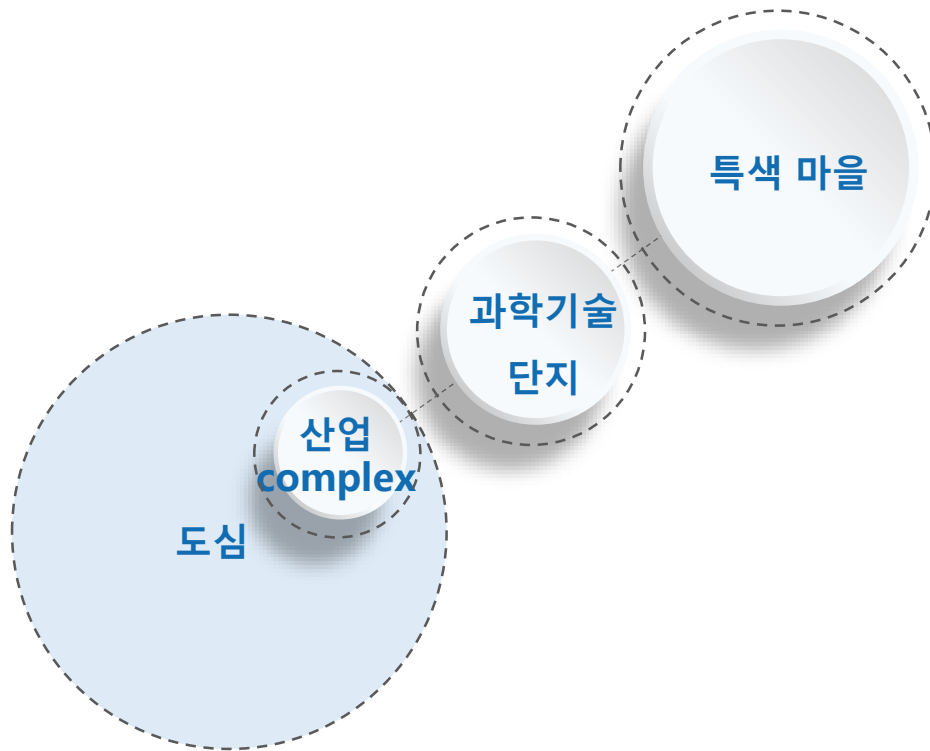 특색 마을
과학기술
단지
산업
complex
도심